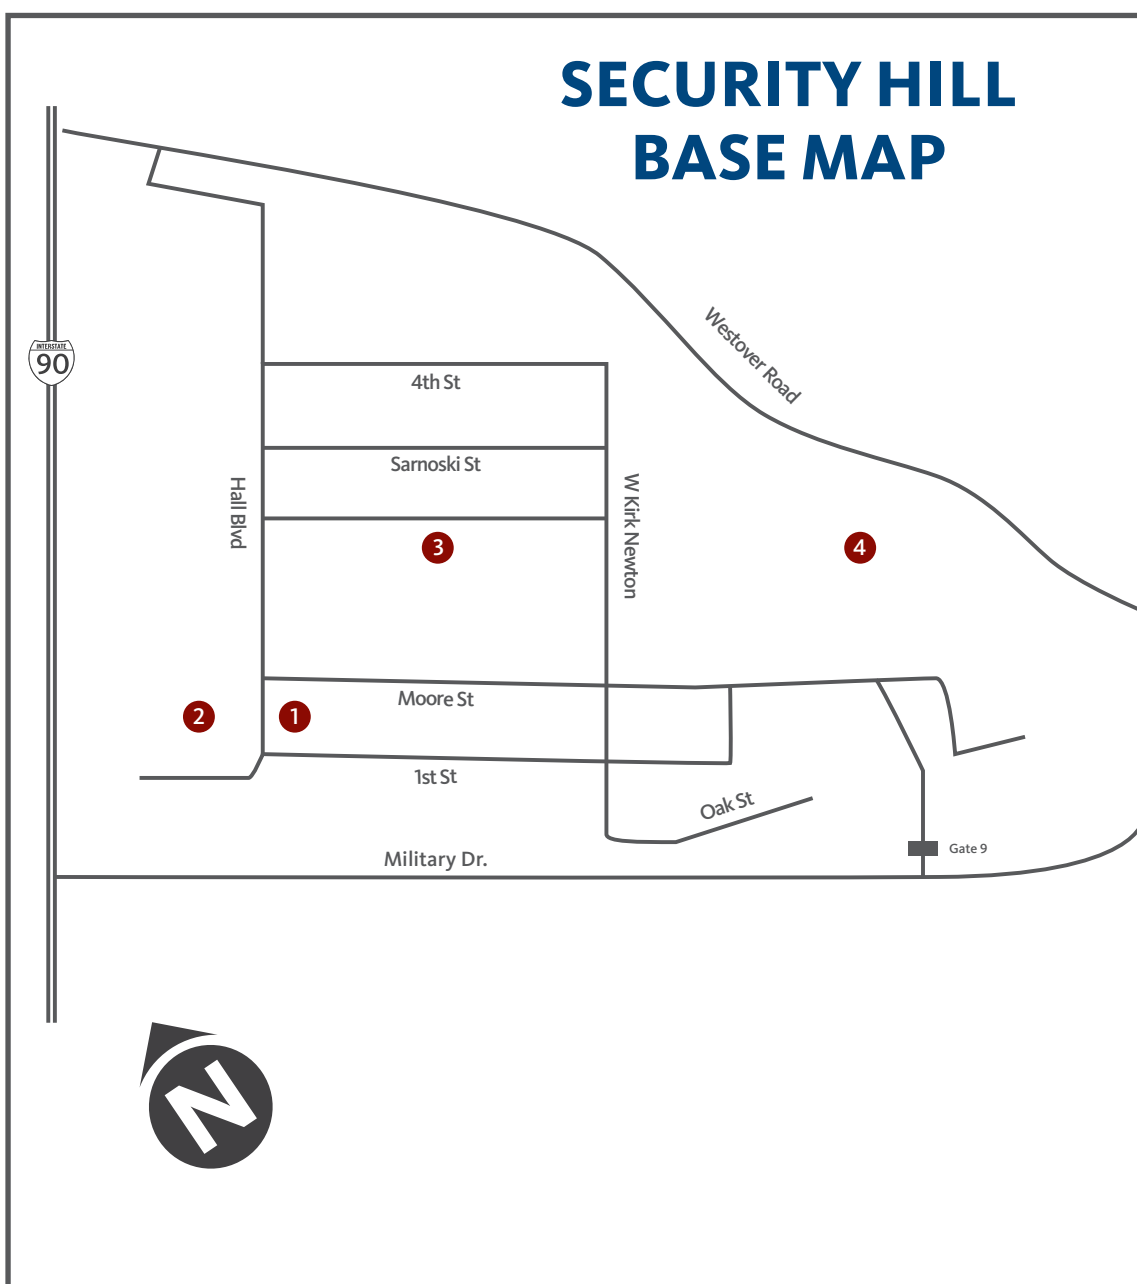 SECURITY HILL
BASE MAP
INTERSTATE
90
Westover Road
4th St
Sarnoski St
Hall Blvd
W Kirk Newton
3
4
Moore St
2
1
1st St
Oak St
Military Dr.
Gate 9
N